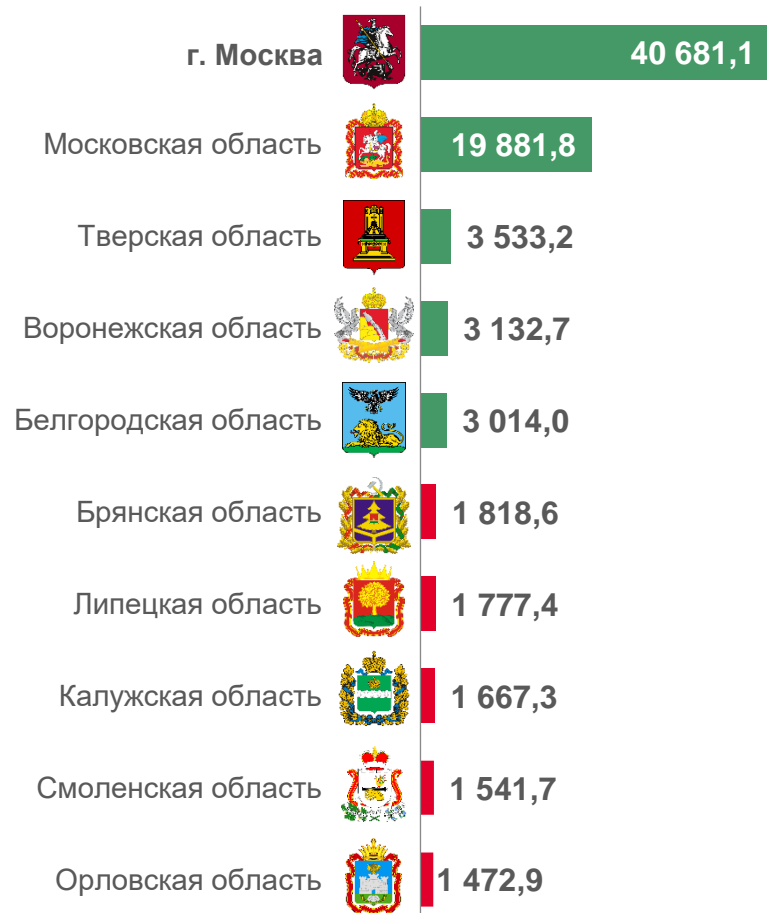 г. Москва 40 681,1
Московская область 19 881,8
Тверская область 3 533,2
Воронежская область 3 132,7
Белгородская область 3 014,0
Брянская область 1 818,6
Липецкая область 1 777,4
Калужская область 1 667,3
Смоленская область 1 541,7
Орловская область 1 472,9